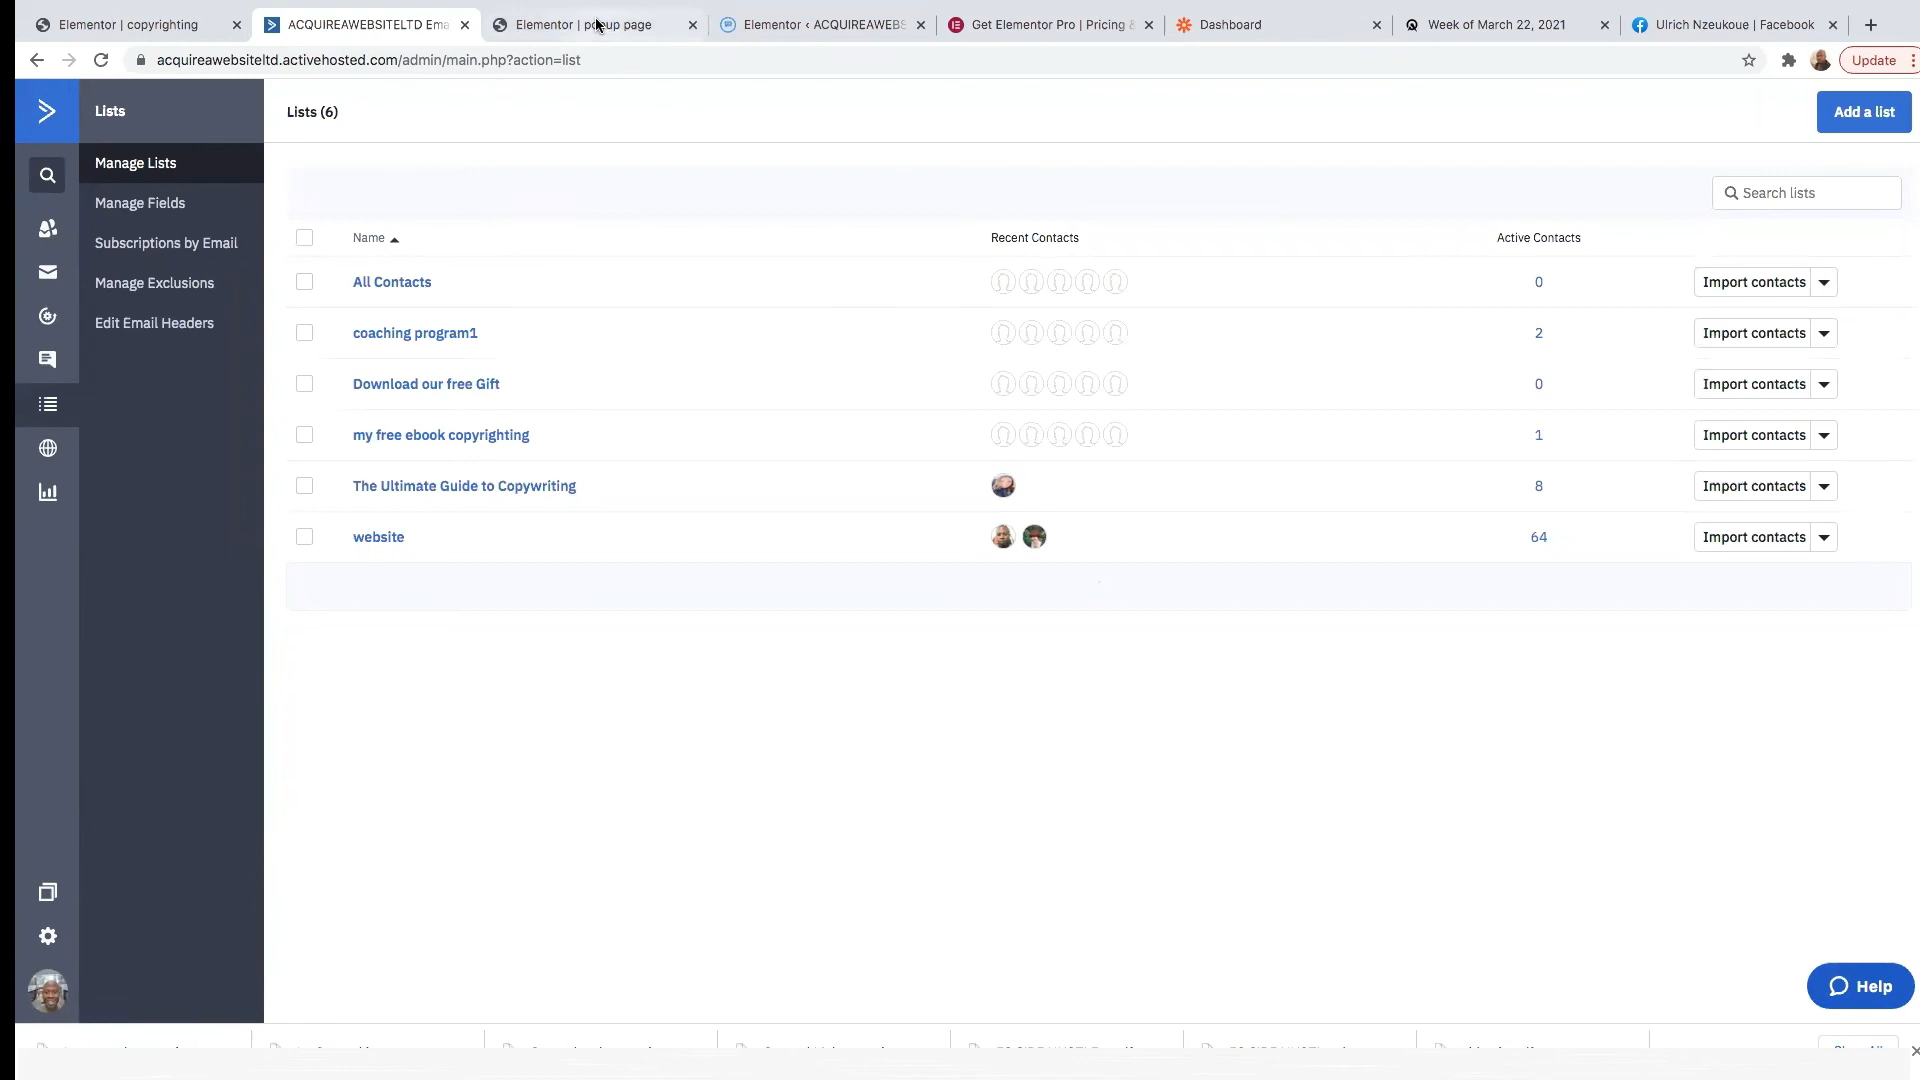 Elementor | copyrighting
ACQUIREAWEBSITELTD Ema
Elementor | popup page
Elementor ‹ ACQUIREAWEBS
Get Elementor Pro | Pricing &
Dashboard
Week of March 22, 2021
Ulrich Nzeukoue | Facebook
acquireawebsiteltd.activehosted.com/admin/main.php?action=list
Update
Lists
Manage Lists
Manage Fields
Subscriptions by Email
Manage Exclusions
Edit Email Headers
Lists (6)
Add a list
Search lists
Name Recent Contacts Active Contacts
All Contacts 0 Import contacts
coaching program1 2 Import contacts
Download our free Gift 0 Import contacts
my free ebook copyrighting 1 Import contacts
The Ultimate Guide to Copywriting 8 Import contacts
website 64 Import contacts
Help